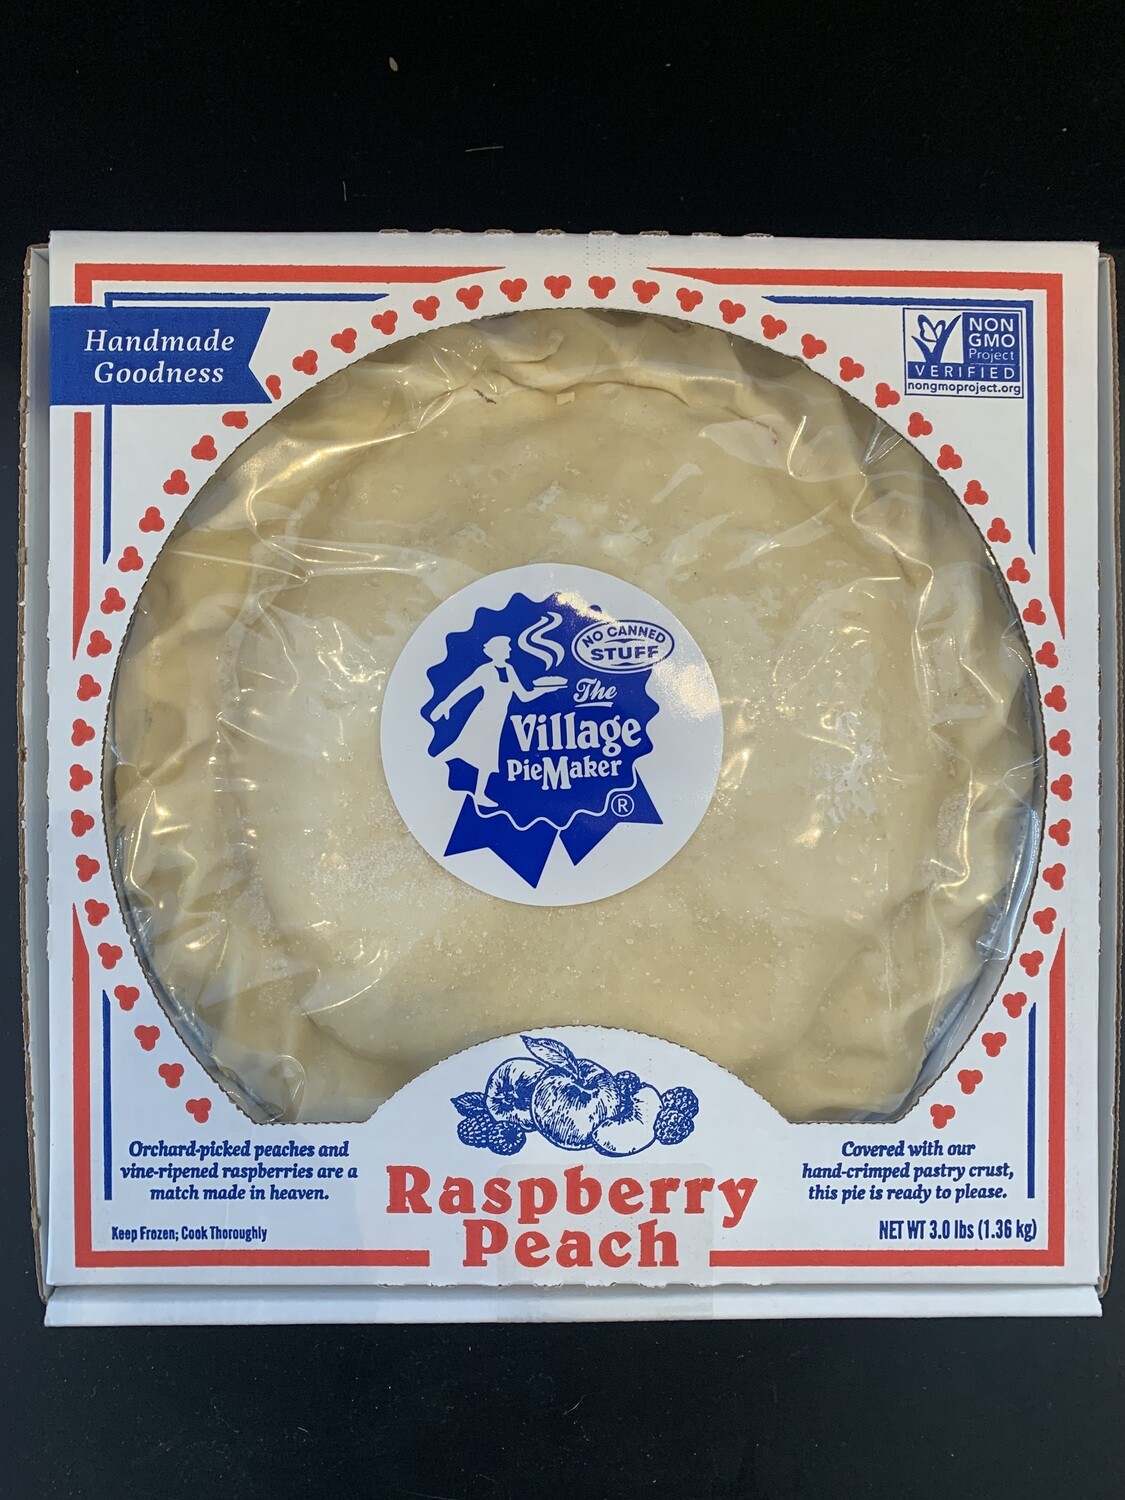 Handmade
Goodness
NON
GMO
Project
VERIFIED
nongmoproject.org
NO CANNED
STUFF
The
Village
PieMaker
®
Orchard-picked peaches and
vine-ripened raspberries are a
match made in heaven.
Keep Frozen; Cook Thoroughly
Raspberry
Peach
Covered with our
hand-crimped pastry crust,
this pie is ready to please.
NET WT 3.0 lbs (1.36 kg)